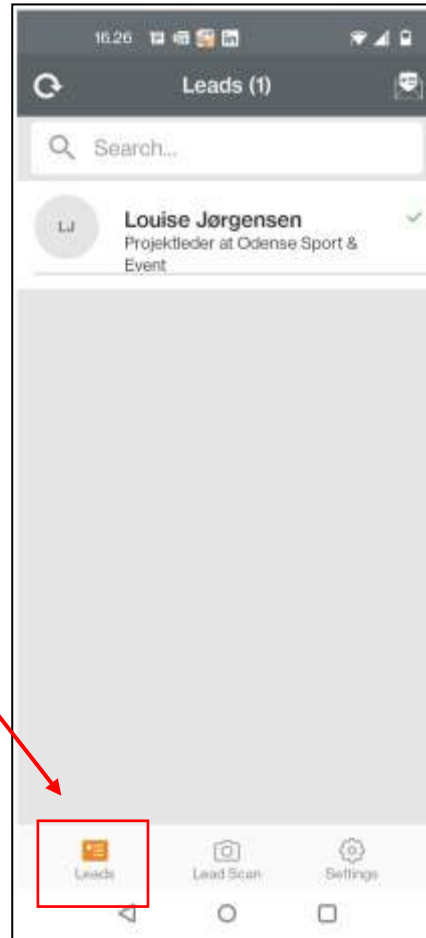 16.26
Leads (1)
Search...
LJ
Louise Jørgensen
Projektleder at Odense Sport &
Event
Leads
Lead Scan
Settings